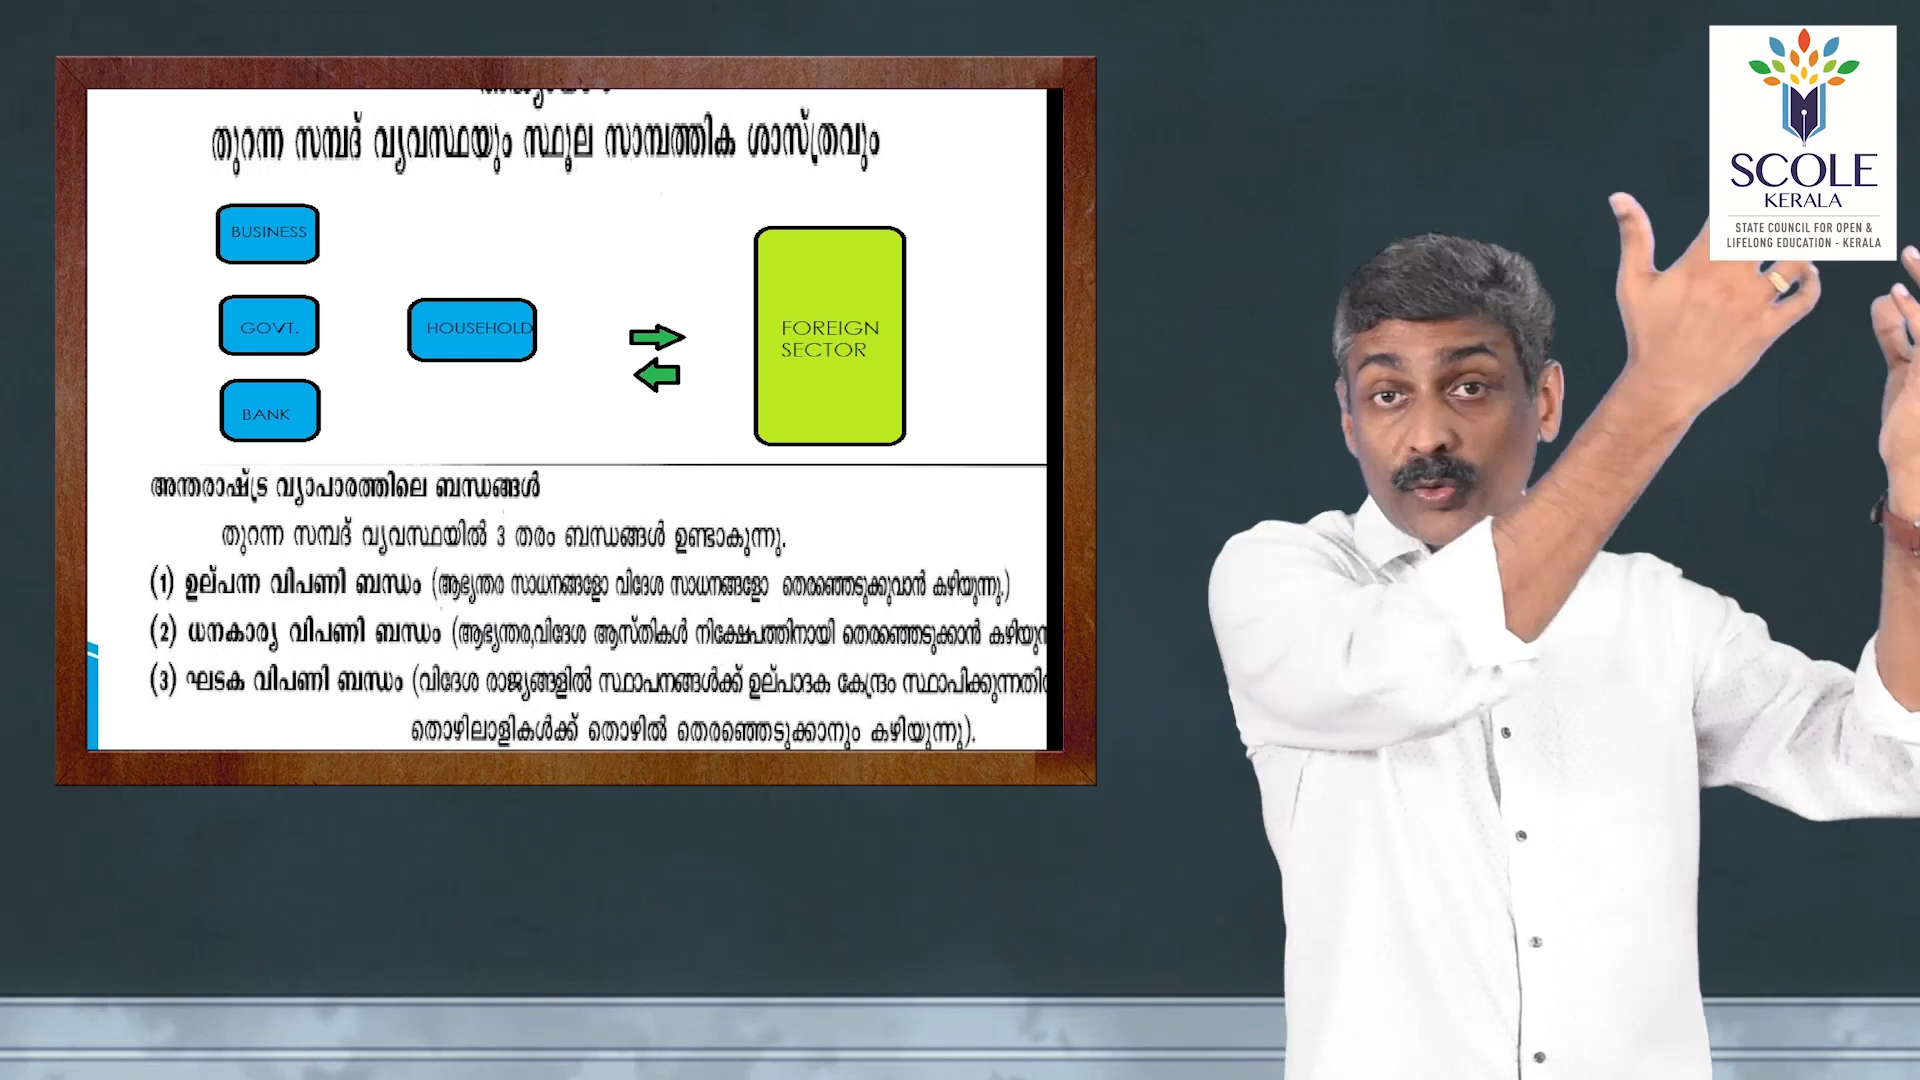 തുറന്ന സമ്പദ് വ്യവസ്ഥയും സ്ഥൂല സാമ്പത്തിക ശാസ്ത്രവും
BUSINESS
GOVT.
HOUSEHOLD
BANK
FOREIGN
SECTOR
അന്തരാഷ്ട്ര വ്യാപാരത്തിലെ ബന്ധങ്ങൾ
തുറന്ന സമ്പദ് വ്യവസ്ഥയിൽ 3 തരം ബന്ധങ്ങൾ ഉണ്ടാകുന്നു.
(1) ഉല്പന്ന വിപണി ബന്ധം (ആഭ്യന്തര സാധനങ്ങളോ വിദേശ സാധനങ്ങളോ തെരഞ്ഞെടുക്കുവാൻ കഴിയുന്നു.)
(2) ധനകാര്യ വിപണി ബന്ധം (ആഭ്യന്തര,വിദേശ ആസ്തികൾ നിക്ഷേപത്തിനായി തെരഞ്ഞെടുക്കാൻ
(3) ഘടക വിപണി ബന്ധം (വിദേശ രാജ്യങ്ങളിൽ സ്ഥാപനങ്ങൾക്ക് ഉല്പാദക കേന്ദ്രം
തൊഴിലാളികൾക്ക് തൊഴിൽ തെരഞ്ഞെടുക്കാനും കഴിയുന്നു).
SCOLE
KERALA
STATE COUNCIL FOR OPEN &
LIFELONG EDUCATION - KERALA